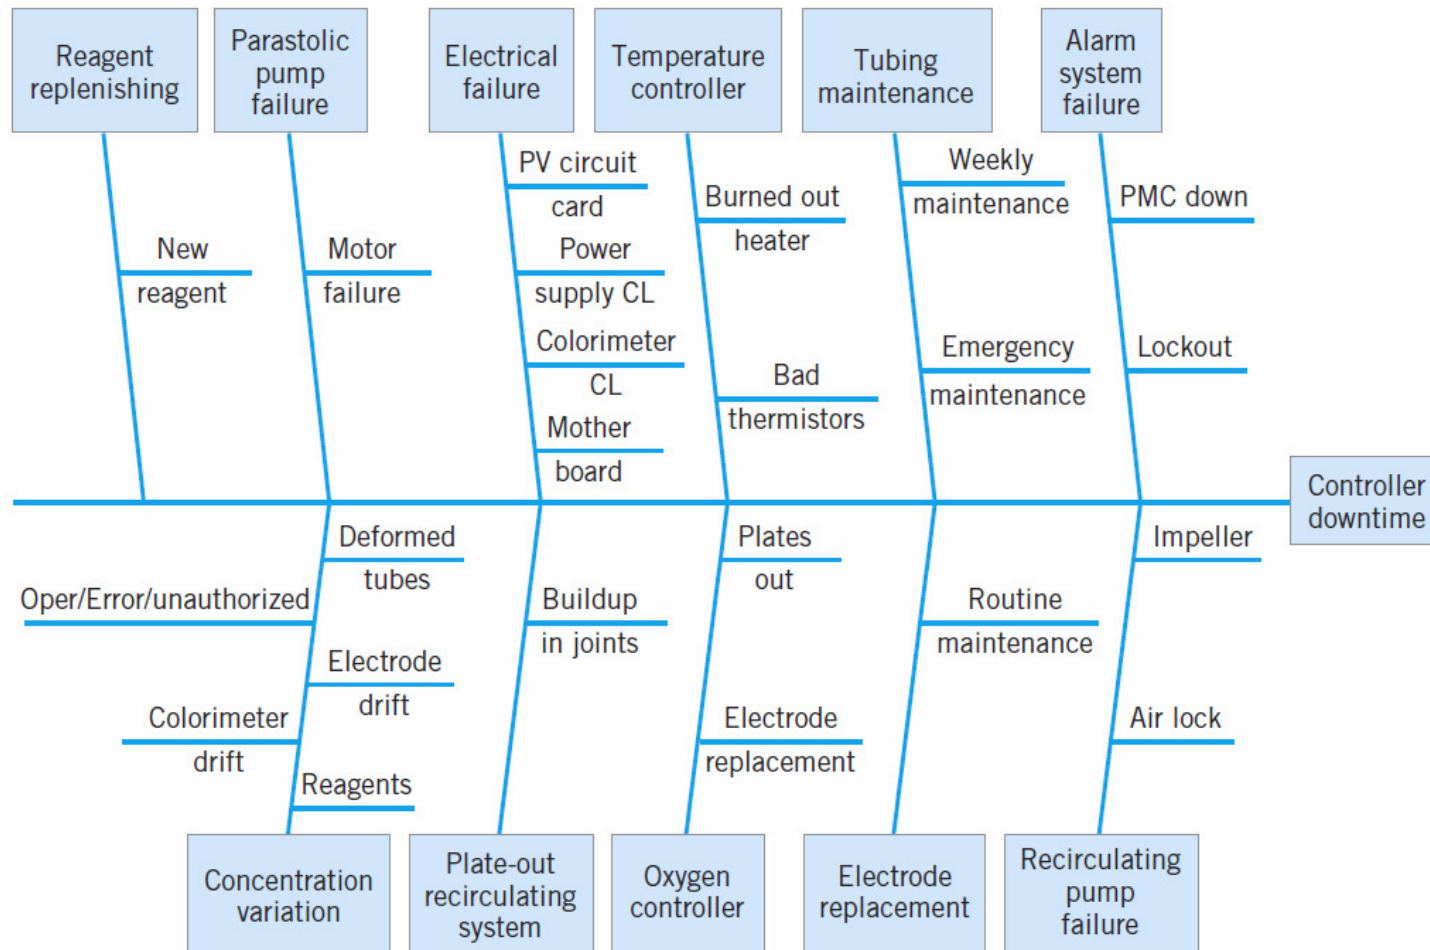 Reagent
replenishing
Parastolic
pump
failure
Electrical
failure
Temperature
controller
Tubing
maintenance
Alarm
system
failure
New
reagent
Motor
failure
PV circuit
card
Power
supply CL
Colorimeter
CL
Mother
board
Burned out
heater
Bad
thermistors
Weekly
maintenance
Emergency
maintenance
PMC down
Lockout
Controller
downtime
Deformed
tubes
Oper/Error/unauthorized
Electrode
drift
Colorimeter
drift
Reagents
Buildup
in joints
Plates
out
Electrode
replacement
Routine
maintenance
Impeller
Air lock
Concentration
variation
Plate-out
recirculating
system
Oxygen
controller
Electrode
replacement
Recirculating
pump
failure